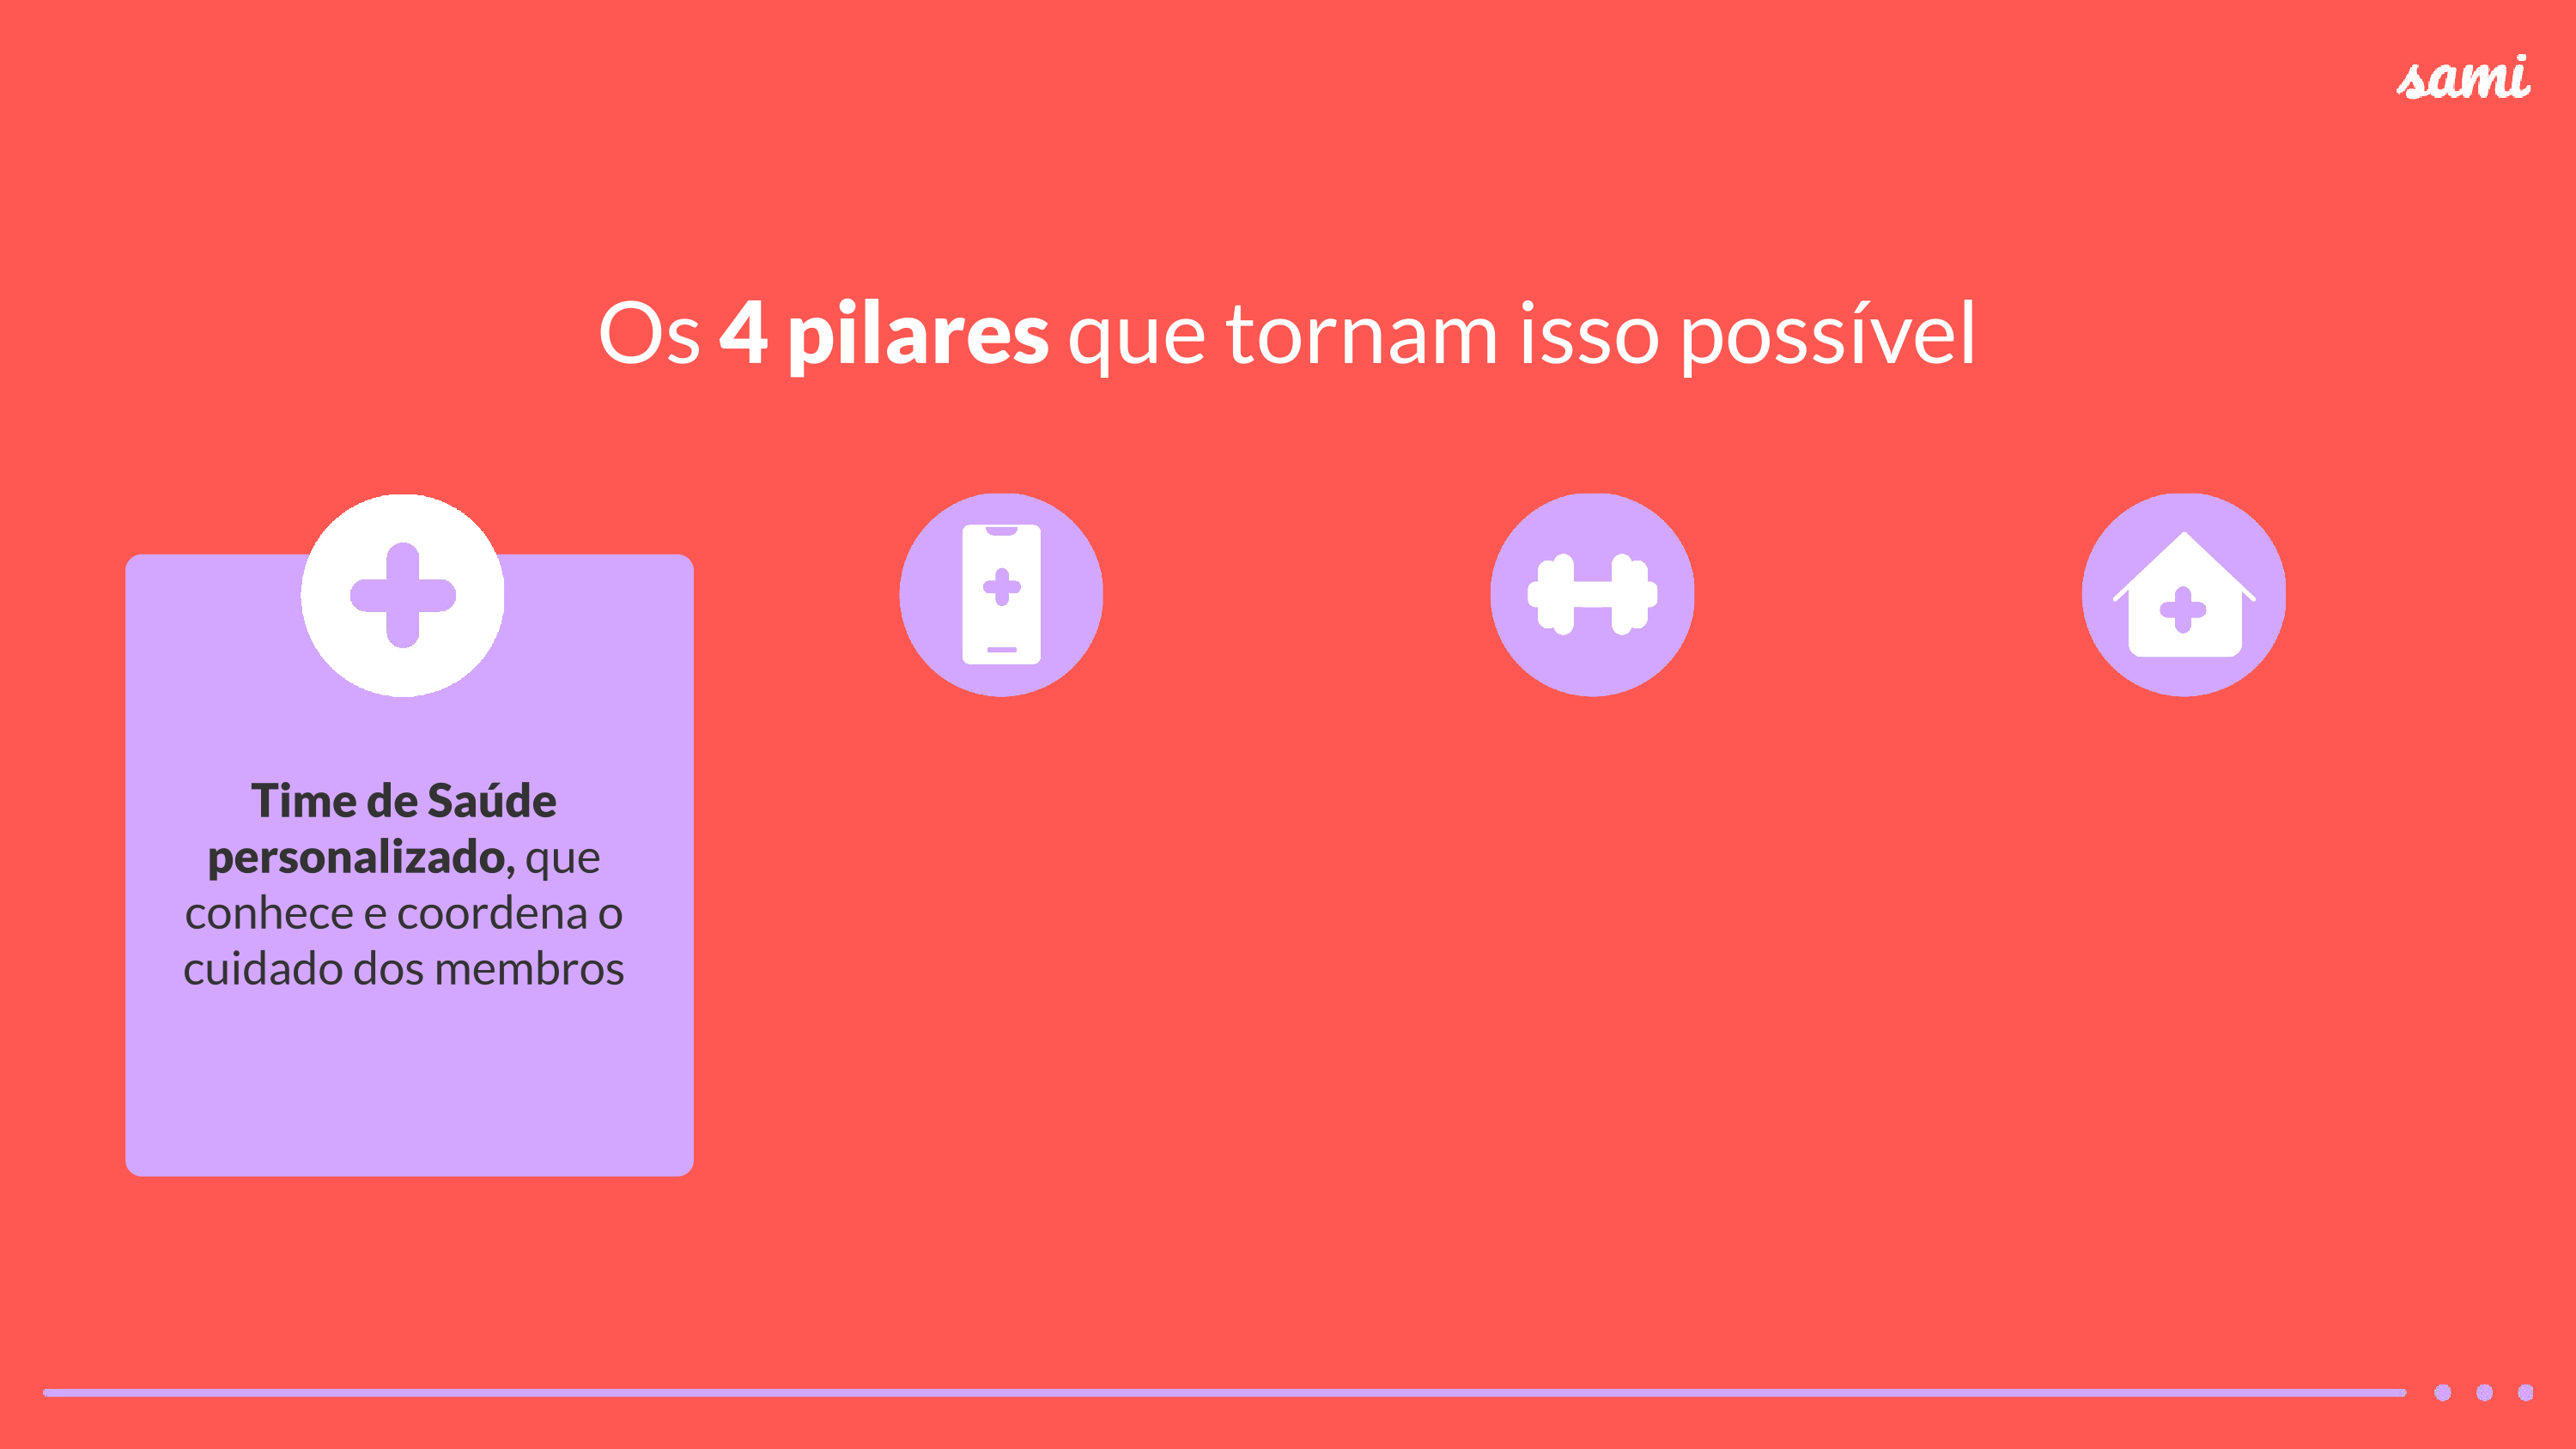 sami
Os 4 pilares que tornam isso possível
Time de Saúde
personalizado, que
conhece e coordena o
cuidado dos membros